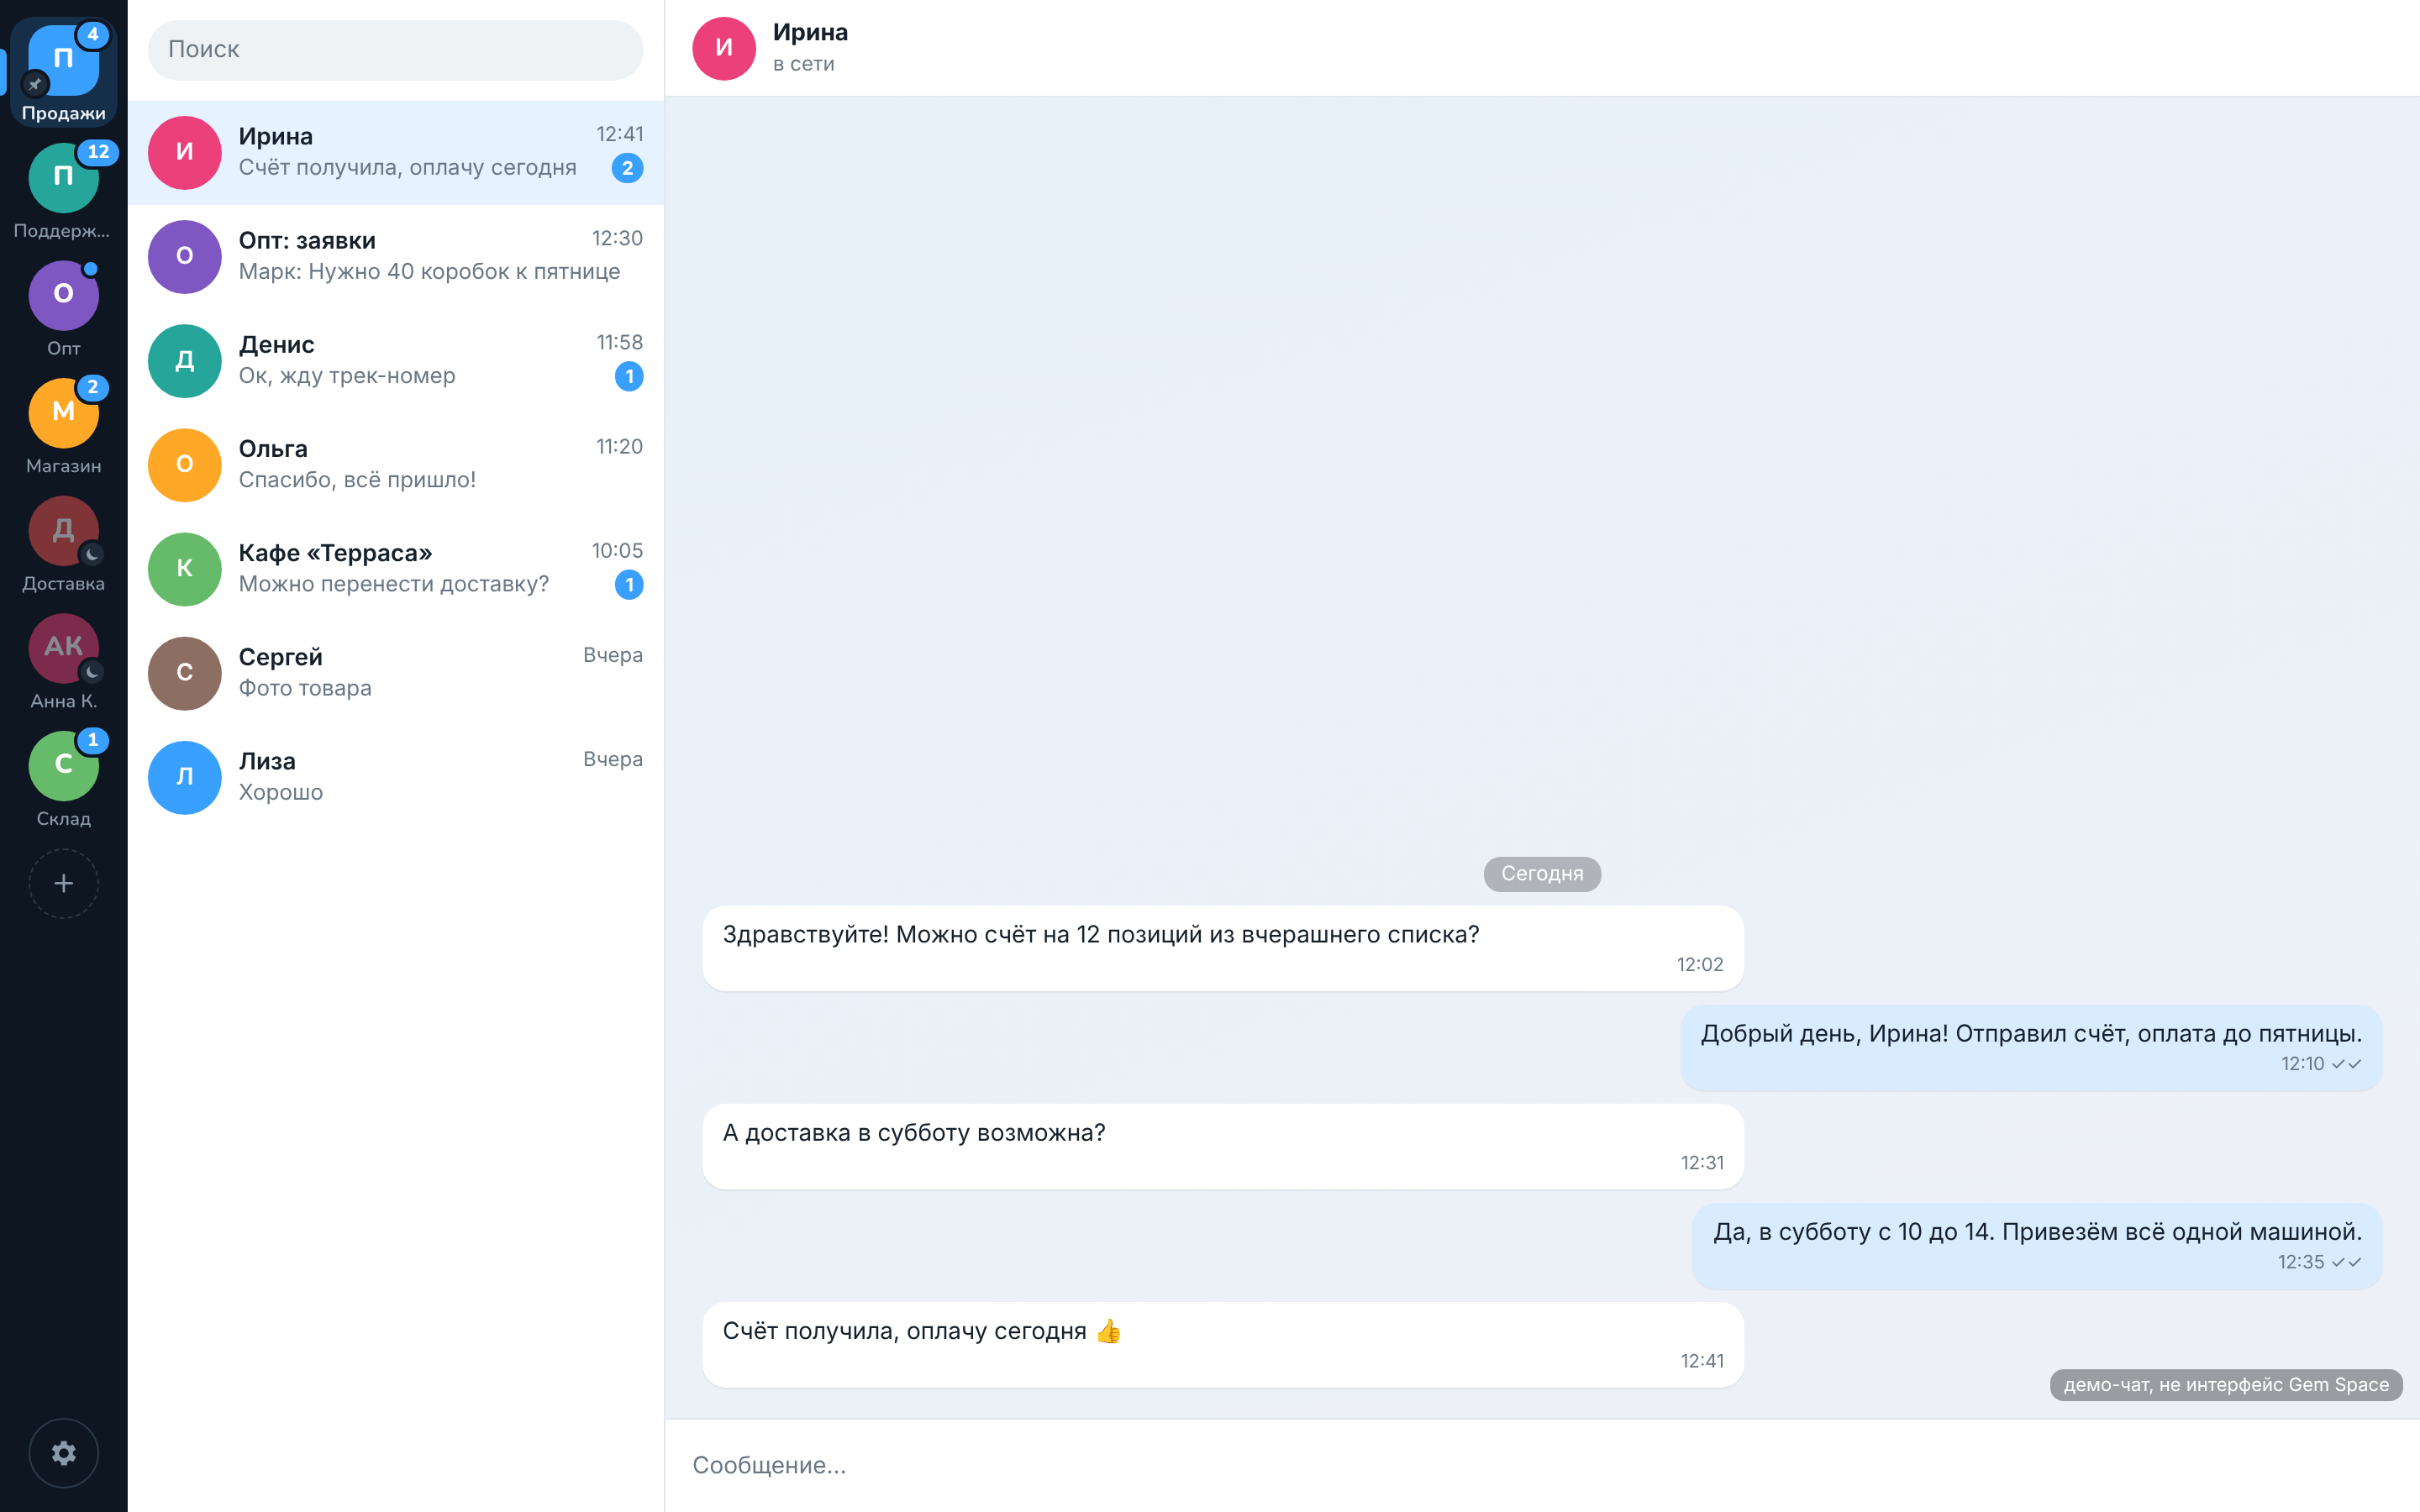 П
4
Продажи
П
12
Поддерж...
О
Опт
М
2
Магазин
Д
Доставка
АК
Анна К.
С
1
Склад
+
Поиск
И
Ирина
12:41
Счёт получила, оплачу сегодня
2
О
Опт: заявки
12:30
Марк: Нужно 40 коробок к пятнице
Д
Денис
11:58
Ок, жду трек-номер
1
О
Ольга
11:20
Спасибо, всё пришло!
К
Кафе «Терраса»
10:05
Можно перенести доставку?
1
С
Сергей
Вчера
Фото товара
Л
Лиза
Вчера
Хорошо
И
Ирина
в сети
Сегодня
Здравствуйте! Можно счёт на 12 позиций из вчерашнего списка?
12:02
Добрый день, Ирина! Отправил счёт, оплата до пятницы.
12:10 ✓✓
А доставка в субботу возможна?
12:31
Да, в субботу с 10 до 14. Привезём всё одной машиной.
12:35 ✓✓
Счёт получила, оплачу сегодня 👍
12:41
демо-чат, не интерфейс Gem Space
Сообщение...